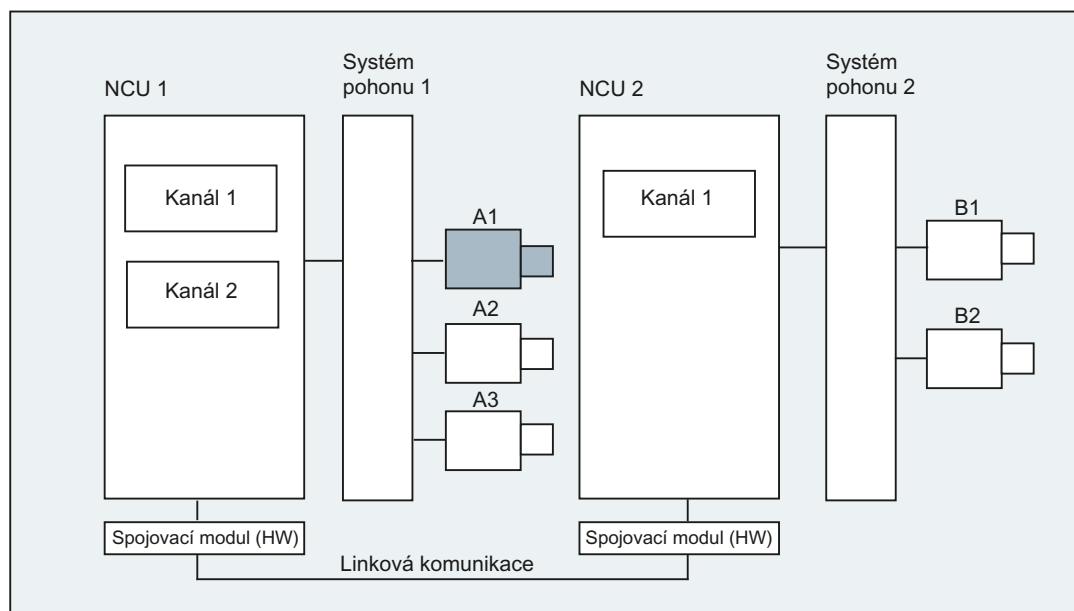 NCU 1
Systém
pohonu 1
NCU 2
Systém
pohonu 2
Kanál 1
Kanál 2
A1
A2
A3
Kanál 1
B1
B2
Spojovací modul (HW)
Spojovací modul (HW)
Linková komunikace